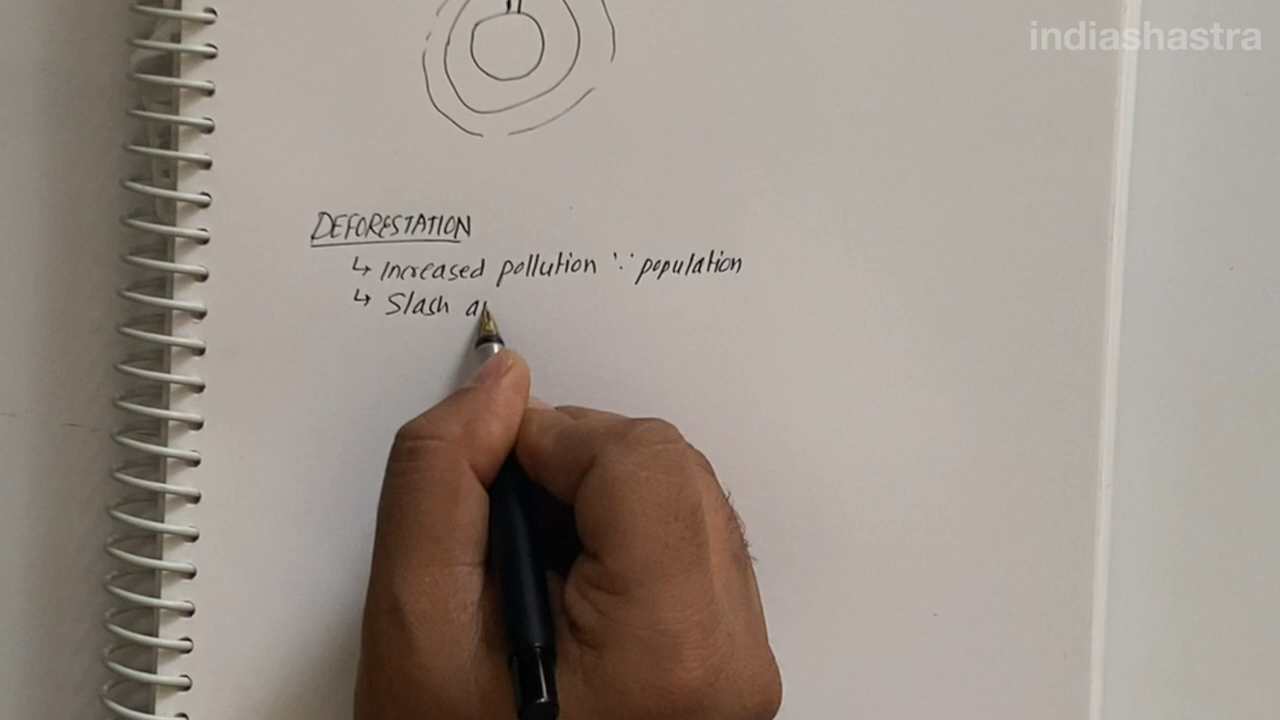 indiashastra
DEFORESTATION
↳ Increased pollution ∵ population
↳ Slash a